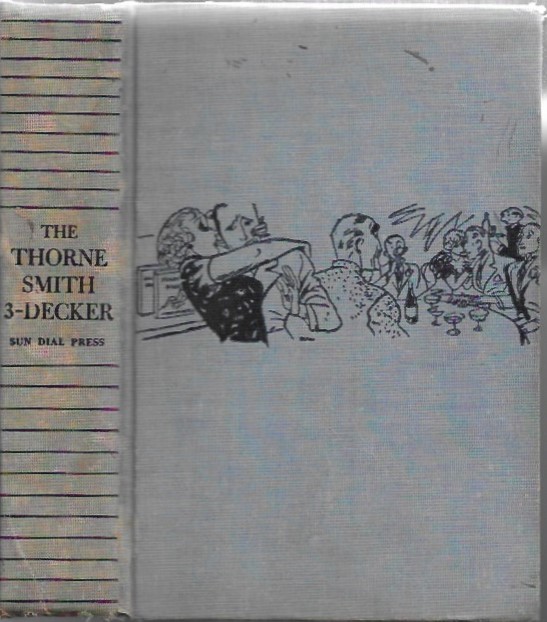 THE
THORNE
SMITH
3-DECKER
SUN DIAL PRESS